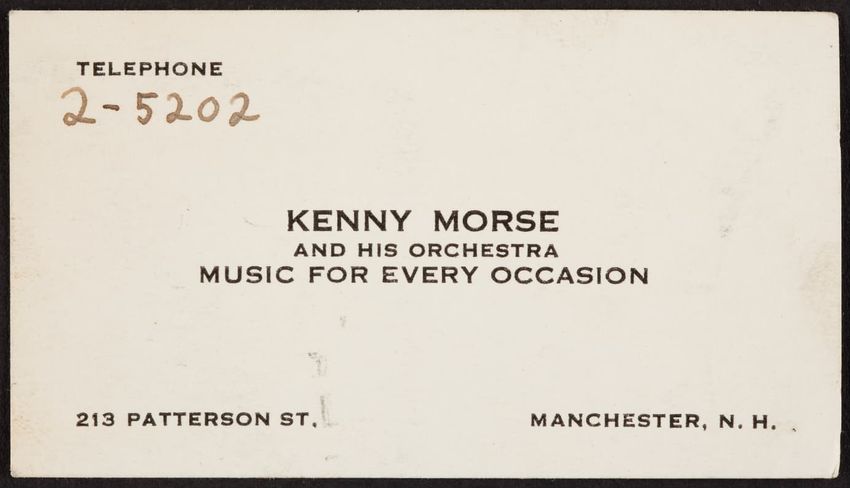 TELEPHONE
2-5202
KENNY MORSE
AND HIS ORCHESTRA
MUSIC FOR EVERY OCCASION
213 PATTERSON ST.
MANCHESTER, N. H.